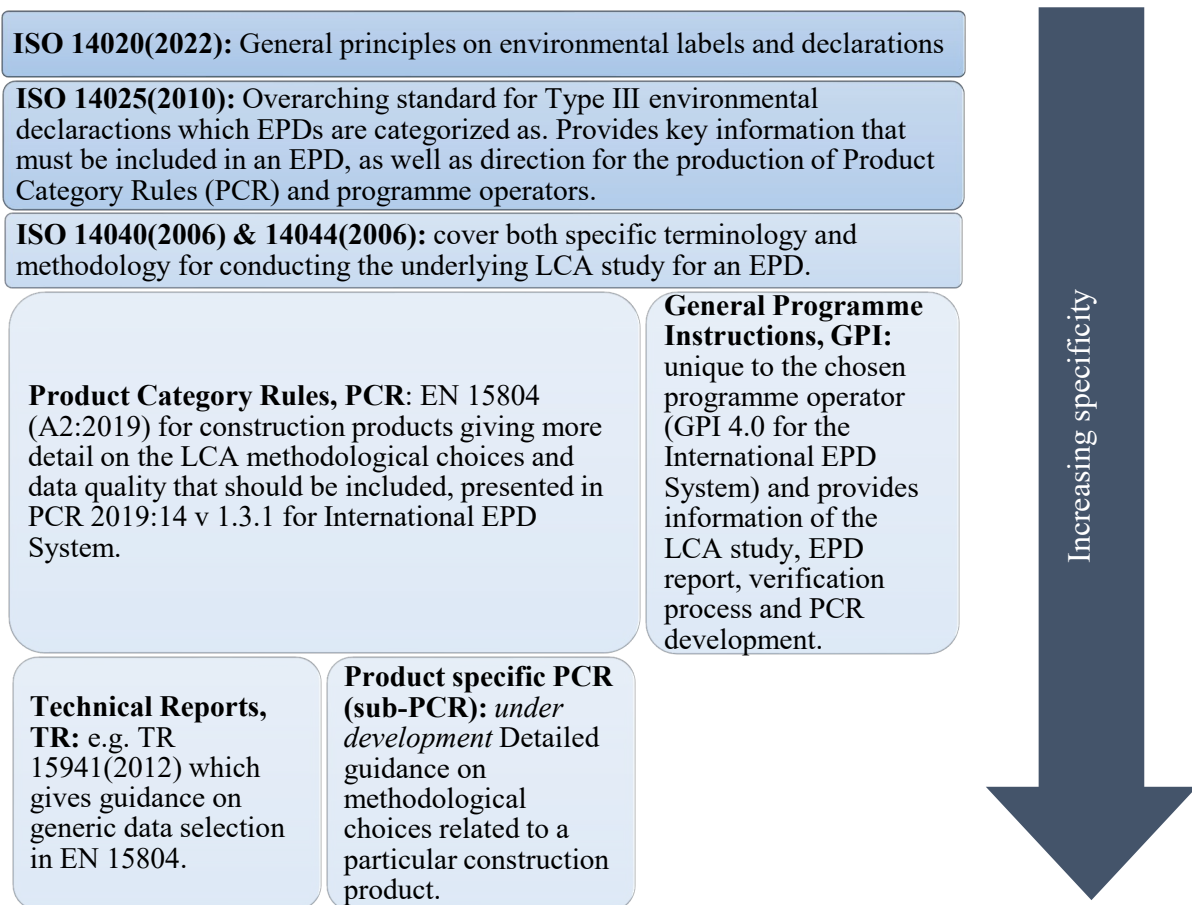 ISO 14020(2022): General principles on environmental labels and declarations
ISO 14025(2010): Overarching standard for Type III environmental
declaractions which EPDs are categorized as. Provides key information that
must be included in an EPD, as well as direction for the production of Product
Category Rules (PCR) and programme operators.
ISO 14040(2006) & 14044(2006): cover both specific terminology and
methodology for conducting the underlying LCA study for an EPD.
Product Category Rules, PCR: EN 15804
(A2:2019) for construction products giving more
detail on the LCA methodological choices and
data quality that should be included, presented in
PCR 2019:14 v 1.3.1 for International EPD
System.
General Programme
Instructions, GPI:
unique to the chosen
programme operator
(GPI 4.0 for the
International EPD
System) and provides
information of the
LCA study, EPD
report, verification
process and PCR
development.
Technical Reports,
TR: e.g. TR
15941(2012) which
gives guidance on
generic data selection
in EN 15804.
Product specific PCR
(sub-PCR): under
development Detailed
guidance on
methodological
choices related to a
particular construction
product.
Increasing specificity